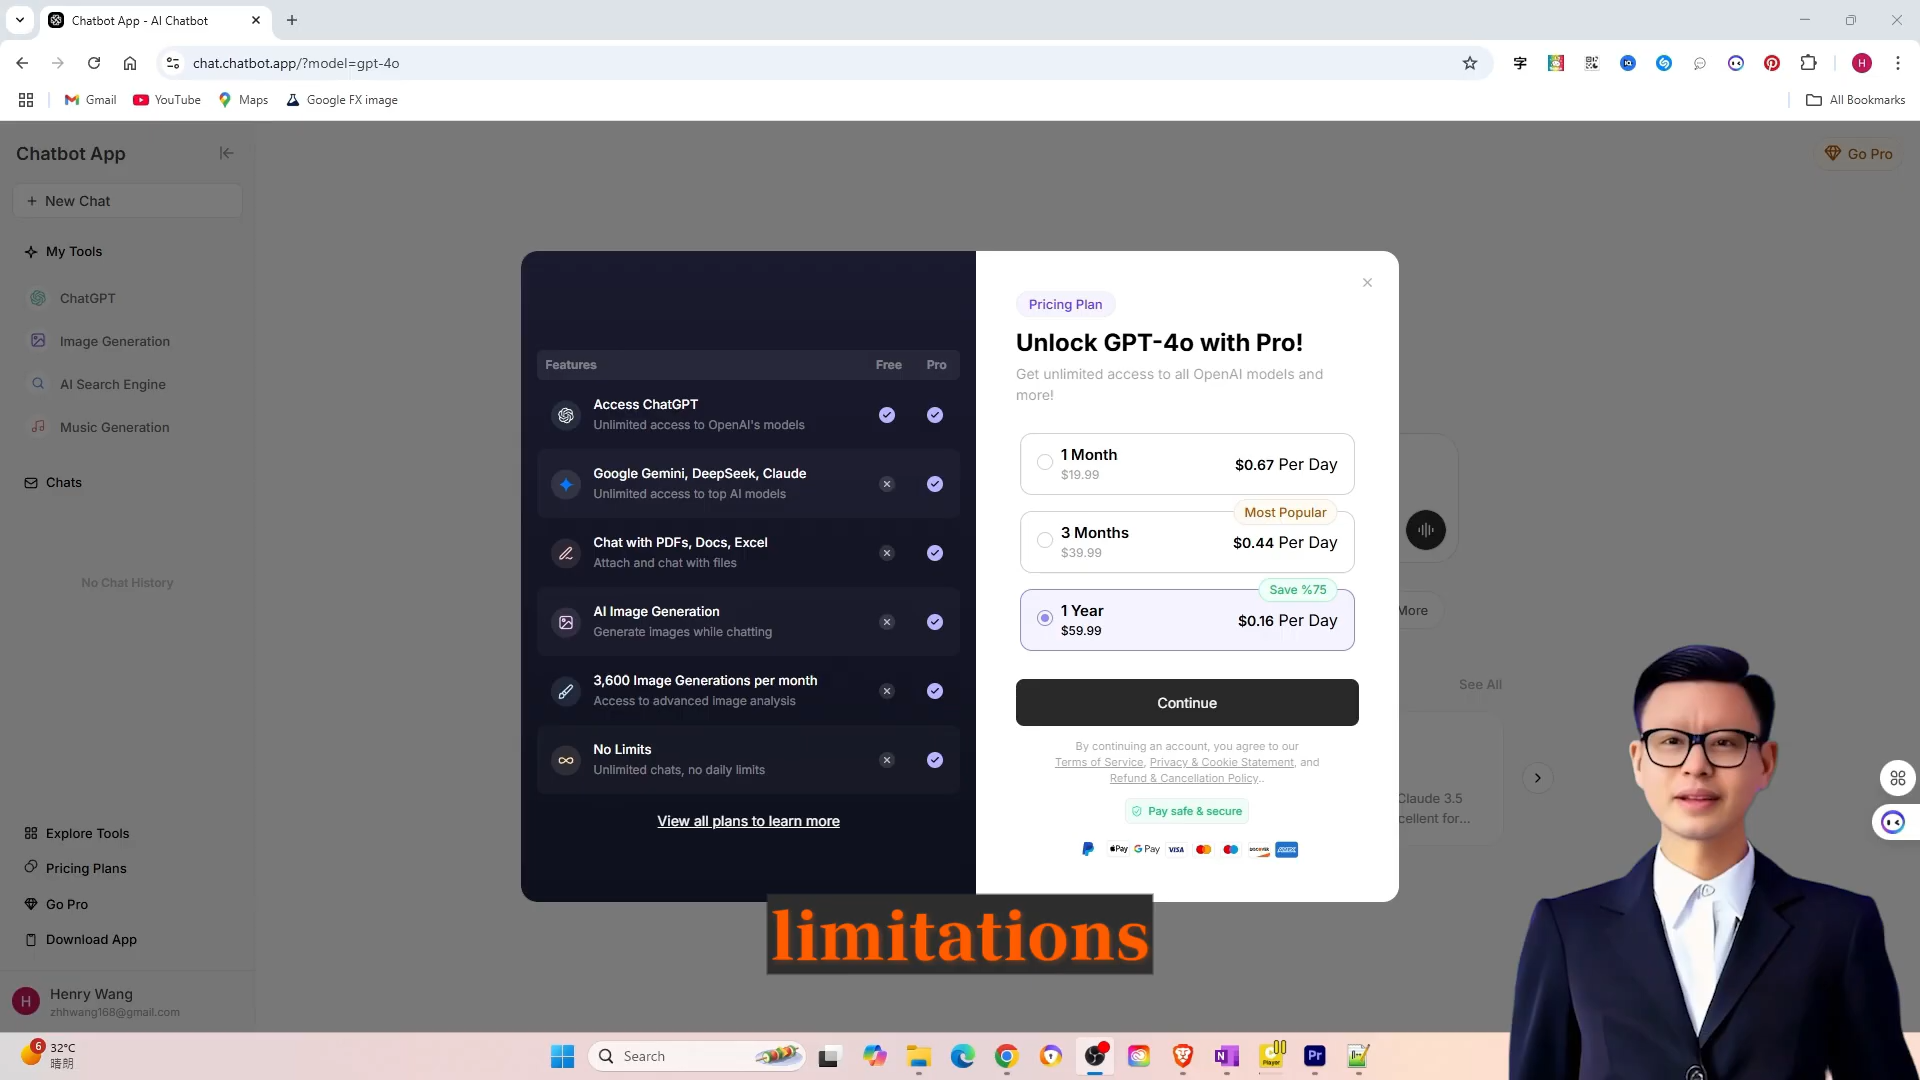 Chatbot App - AI Chatbot
chat.chatbot.app/?model=gpt-4o
字
H
Gmail
YouTube
Maps
Google FX image
All Bookmarks
Chatbot App
Go Pro
+ New Chat
My Tools
ChatGPT
Image Generation
AI Search Engine
Music Generation
Chats
No Chat History
Explore Tools
Pricing Plans
Go Pro
Download App
H
Henry Wang
zhhwang168@gmail.com
Features Free Pro
Access ChatGPT
Unlimited access to OpenAI's models
Google Gemini, DeepSeek, Claude
Unlimited access to top AI models
Chat with PDFs, Docs, Excel
Attach and chat with files
AI Image Generation
Generate images while chatting
3,600 Image Generations per month
Access to advanced image analysis
No Limits
Unlimited chats, no daily limits
View all plans to learn more
Pricing Plan
Unlock GPT-4o with Pro!
Get unlimited access to all OpenAI models and
more!
1 Month
$19.99
$0.67 Per Day
Most Popular
3 Months
$39.99
$0.44 Per Day
Save %75
1 Year
$59.99
$0.16 Per Day
Continue
By continuing an account, you agree to our
Terms of Service, Privacy & Cookie Statement, and
Refund & Cancellation Policy..
Pay safe & secure
Pay G Pay VISA DISCOVER
More
See All
Claude 3.5
cellent for...
limitations
6
32°C
晴朗
Search
N
Player
Pr